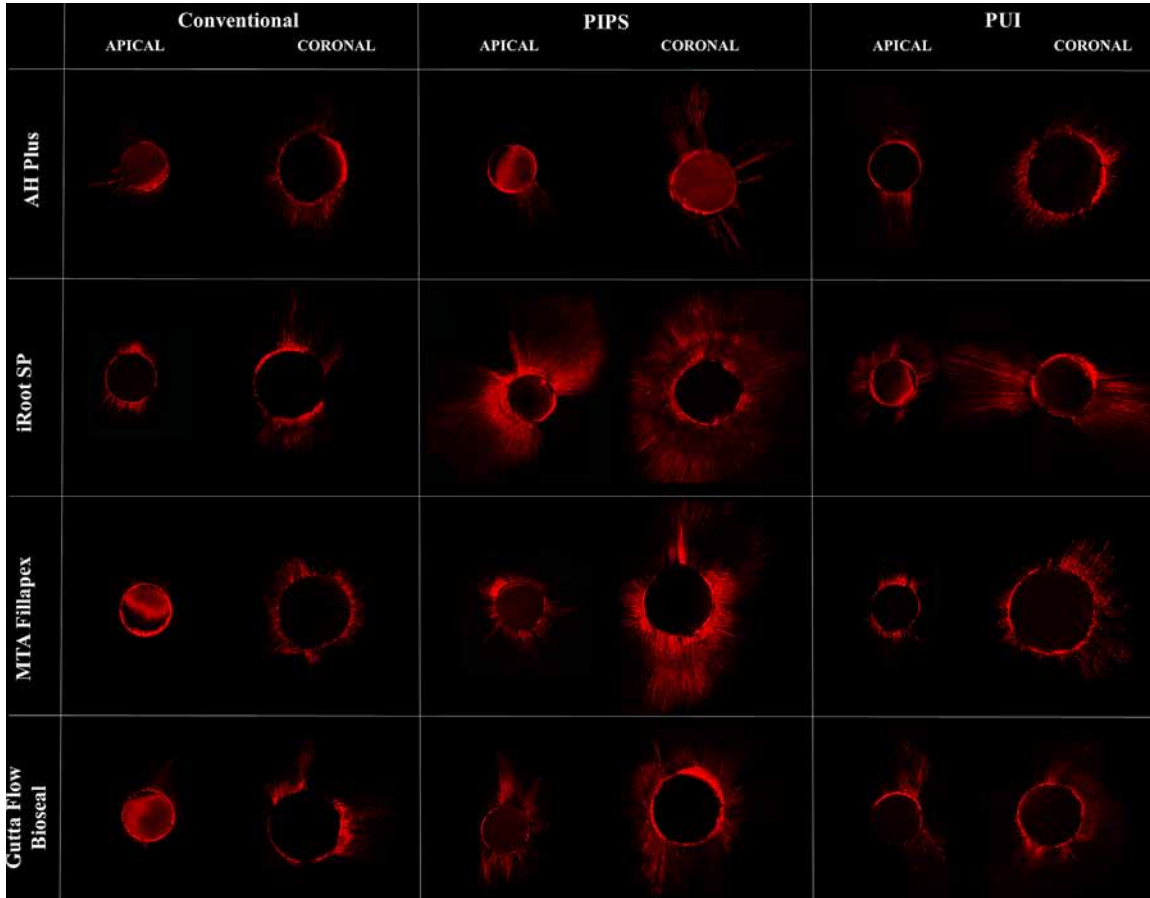 Conventional
PIPS
PUI
APICAL
CORONAL
APICAL
CORONAL
APICAL
CORONAL
AH Plus
iRoot SP
MTA Fillapex
Gutta Flow
Bioseal